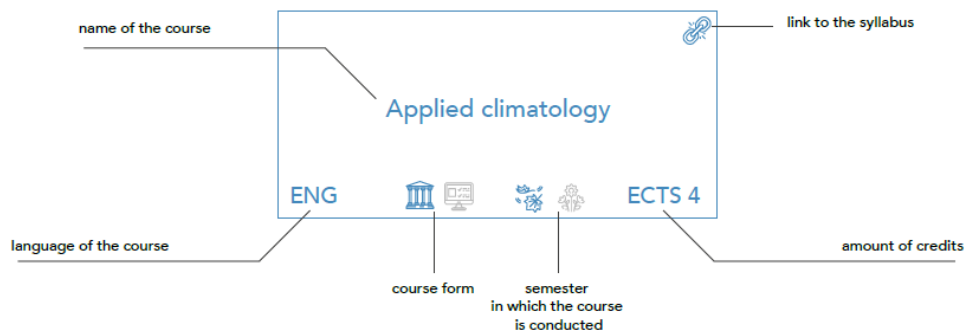 name of the course
link to the syllabus
Applied climatology
ENG
ECTS 4
language of the course
amount of credits
course form
semester
in which the course
is conducted